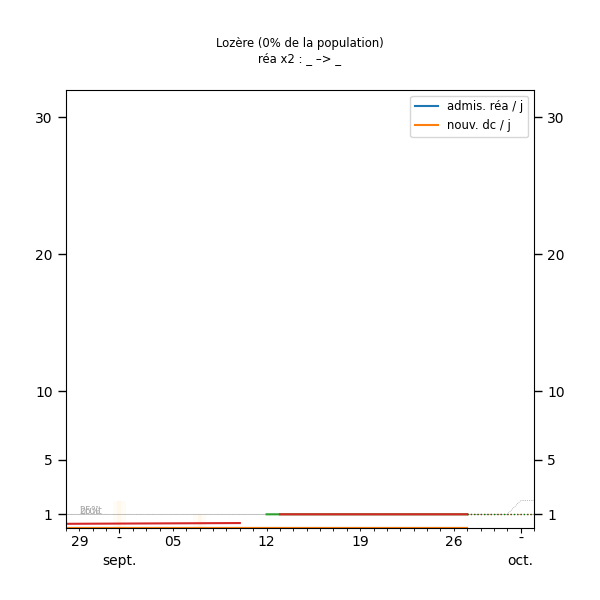 Lozère (0% de la population)
réa x2 : _ –> _
admis. réa / j
nouv. dc / j
30 30
20 20
10 10
5 5
1 1
29 - 05 12 19 26 -
sept. oct.